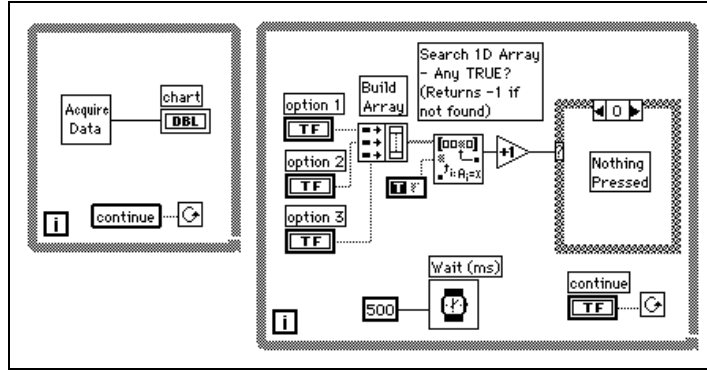 Acquire
Data
chart
DBL
continue
i
Search 1D Array
- Any TRUE?
(Returns -1 if
not found)
Build
Array
option 1
TF
option 2
TF
option 3
TF
T
i:Ai=X
+1
?
0
Nothing
Pressed
Wait (ms)
500
continue
TF
i